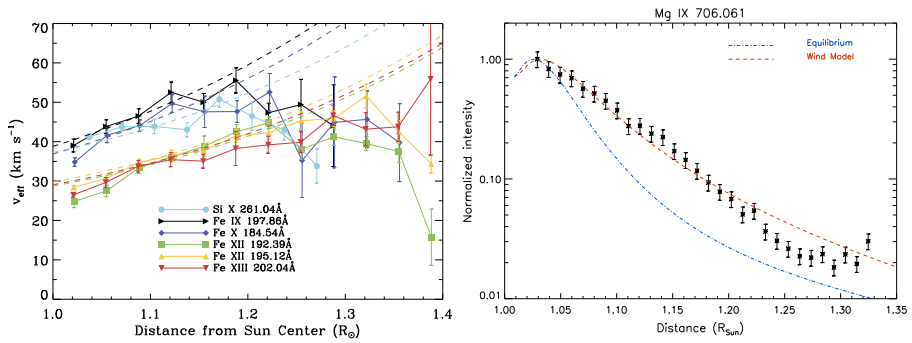 70
60
50
40
30
20
10
0
v_eff (km s⁻¹)
Si X 261.04Å
Fe IX 197.86Å
Fe X 184.54Å
Fe XII 192.39Å
Fe XII 195.12Å
Fe XIII 202.04Å
1.0 1.1 1.2 1.3 1.4
Distance from Sun Center (R☉)
Mg IX 706.061
Equilibrium
Wind Model
1.00
0.10
0.01
Normalized intensity
1.00 1.05 1.10 1.15 1.20 1.25 1.30 1.35
Distance (R_Sun)